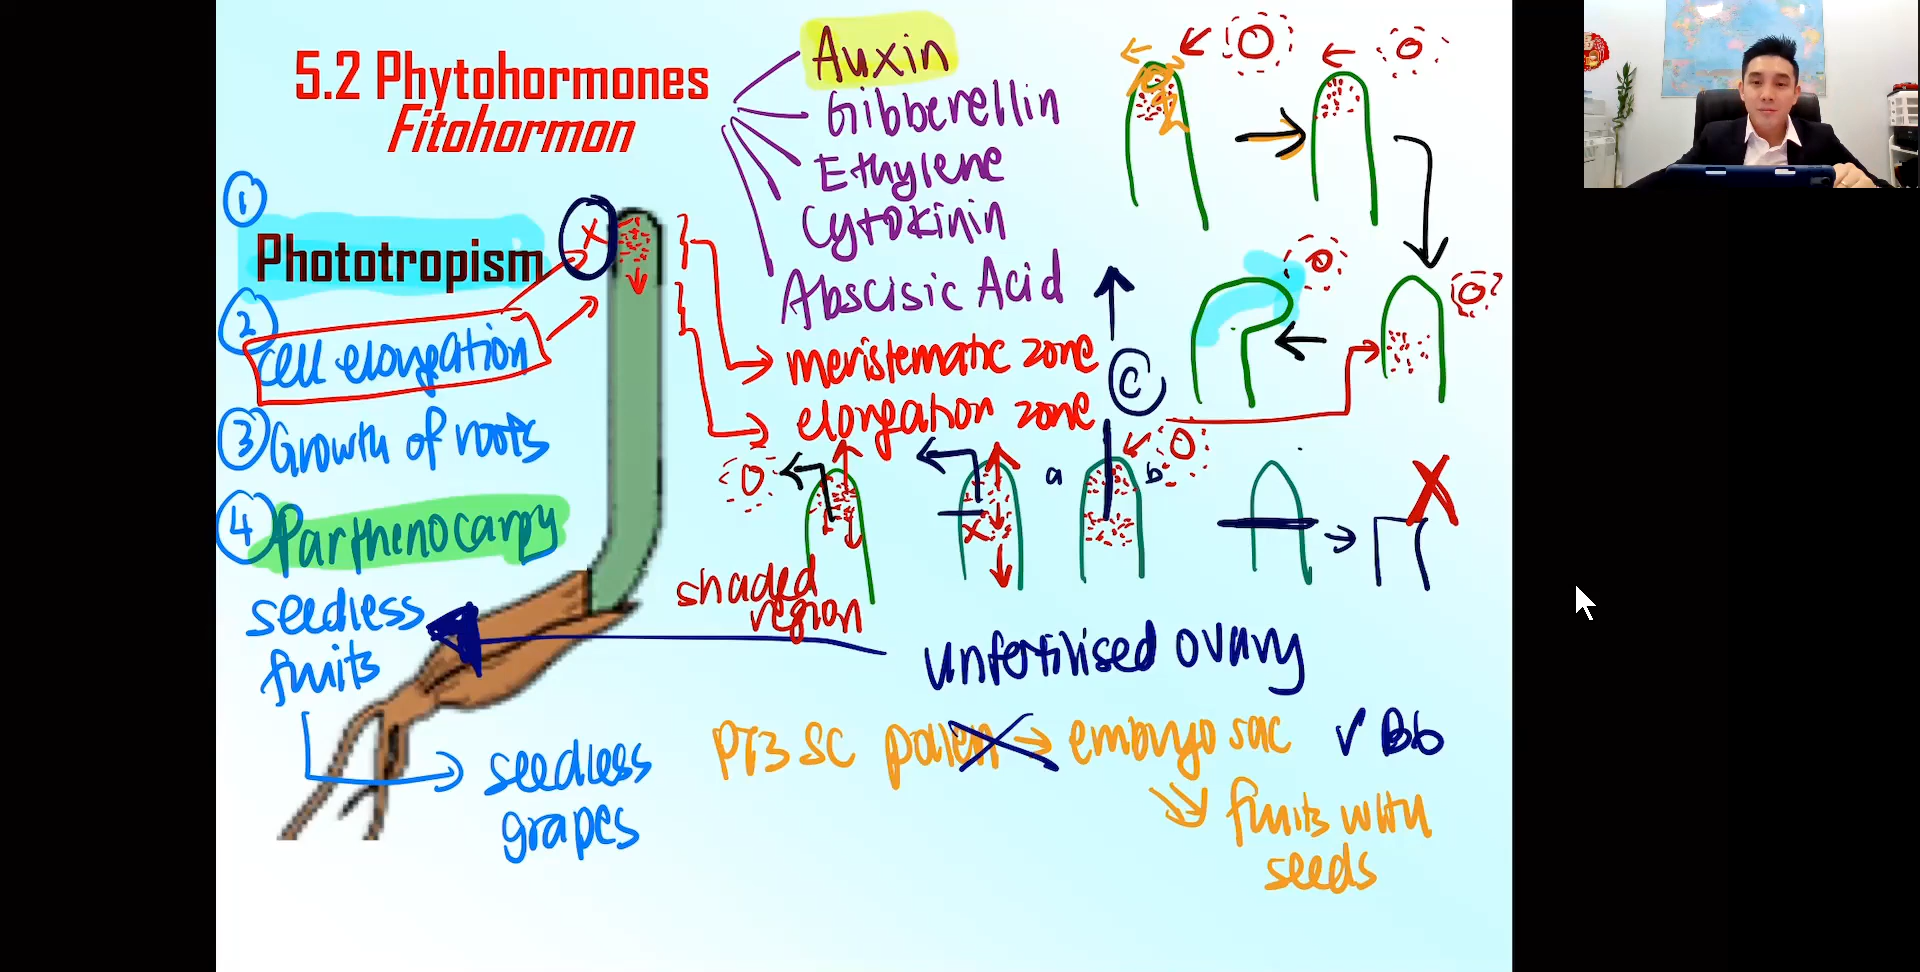 5.2 Phytohormones
Fitohormon
Auxin
Gibberellin
Ethylene
Cytokinin
Abscisic Acid
1
Phototropism
X
2
cell elongation
3 Growth of roots
4 Parthenocarpy
seedless
fruits
seedless
grapes
meristematic zone
elongation zone
C
a
b
X
X
shaded
region
unfertilised ovary
PT3 SC pollen → embryo sac ✓ Bb
fruits with
seeds
?